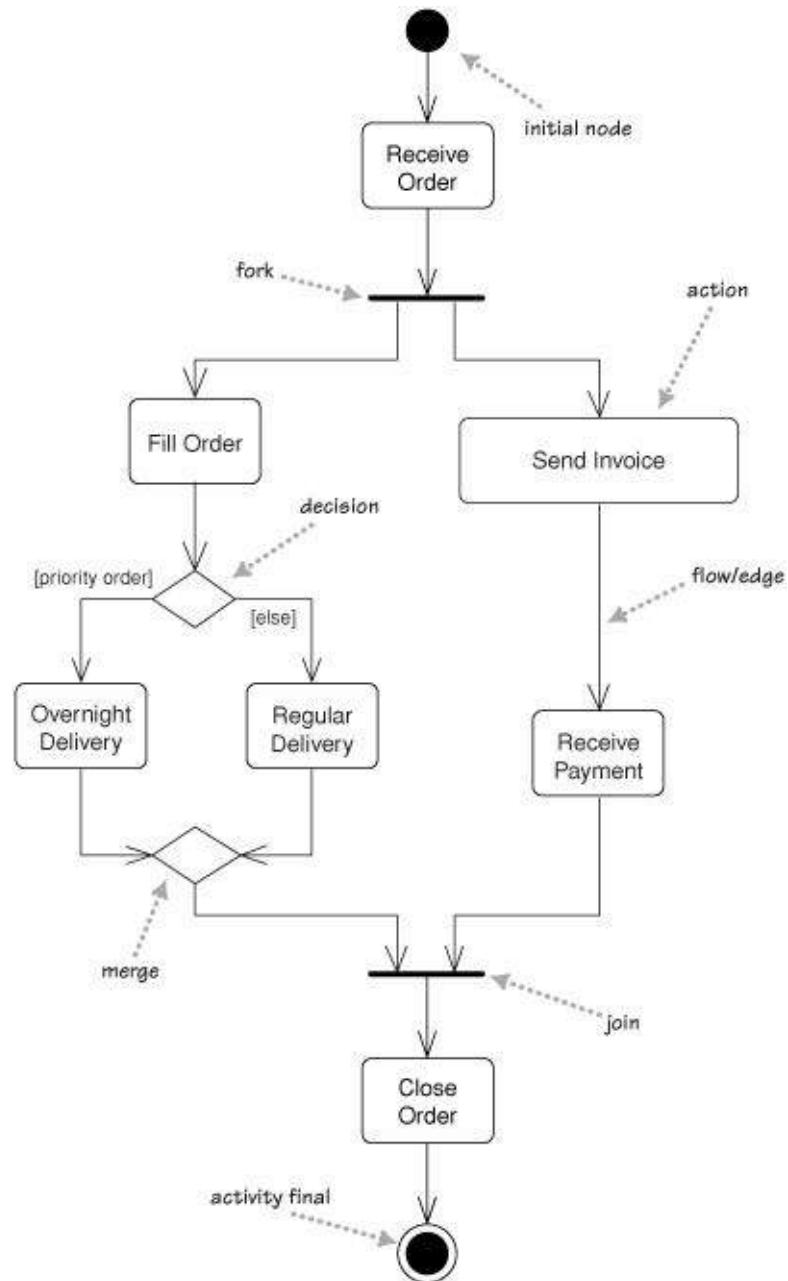 initial node
Receive
Order
fork
action
Fill Order
Send Invoice
decision
[priority order]
[else]
flow/edge
Overnight
Delivery
Regular
Delivery
Receive
Payment
merge
join
Close
Order
activity final